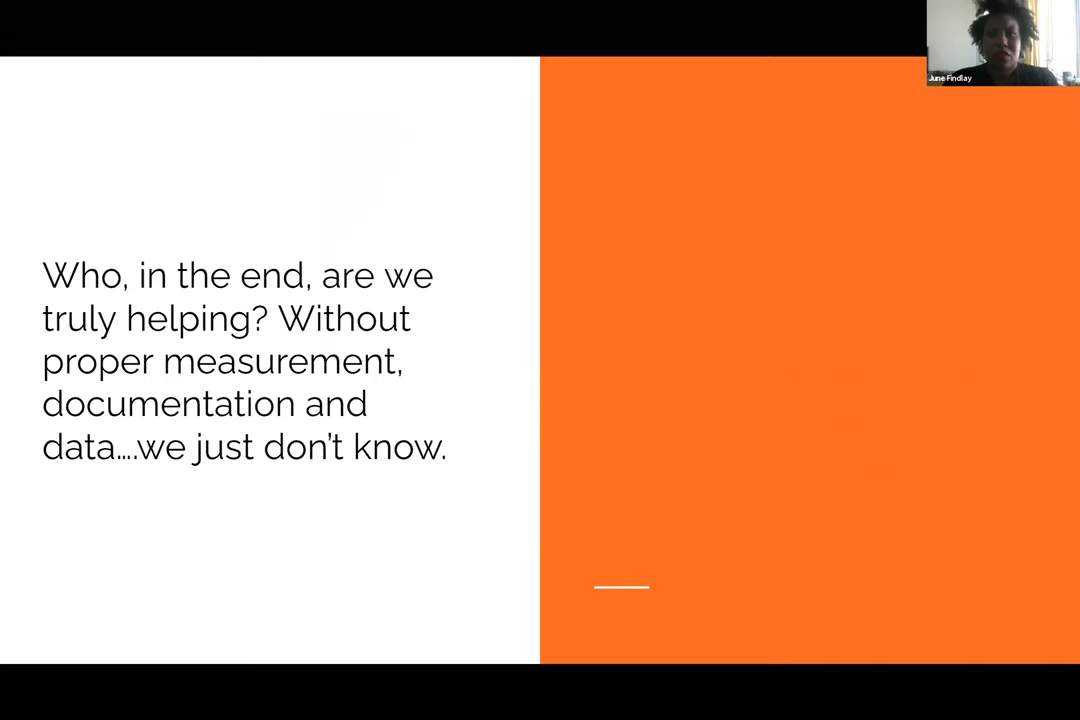 June Findlay
Who, in the end, are we
truly helping? Without
proper measurement,
documentation and
data….we just don’t know.